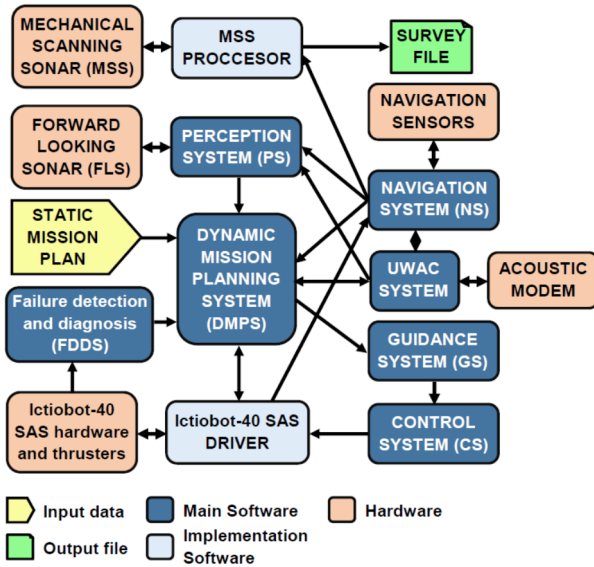 MECHANICAL
SCANNING
SONAR (MSS)
MSS
PROCCESOR
SURVEY
FILE
NAVIGATION
SENSORS
FORWARD
LOOKING
SONAR (FLS)
PERCEPTION
SYSTEM (PS)
NAVIGATION
SYSTEM (NS)
STATIC
MISSION
PLAN
DYNAMIC
MISSION
PLANNING
SYSTEM
(DMPS)
UWAC
SYSTEM
ACOUSTIC
MODEM
Failure detection
and diagnosis
(FDDS)
GUIDANCE
SYSTEM (GS)
Ictiobot-40
SAS hardware
and thrusters
Ictiobot-40 SAS
DRIVER
CONTROL
SYSTEM (CS)
Input data
Main Software
Hardware
Output file
Implementation
Software